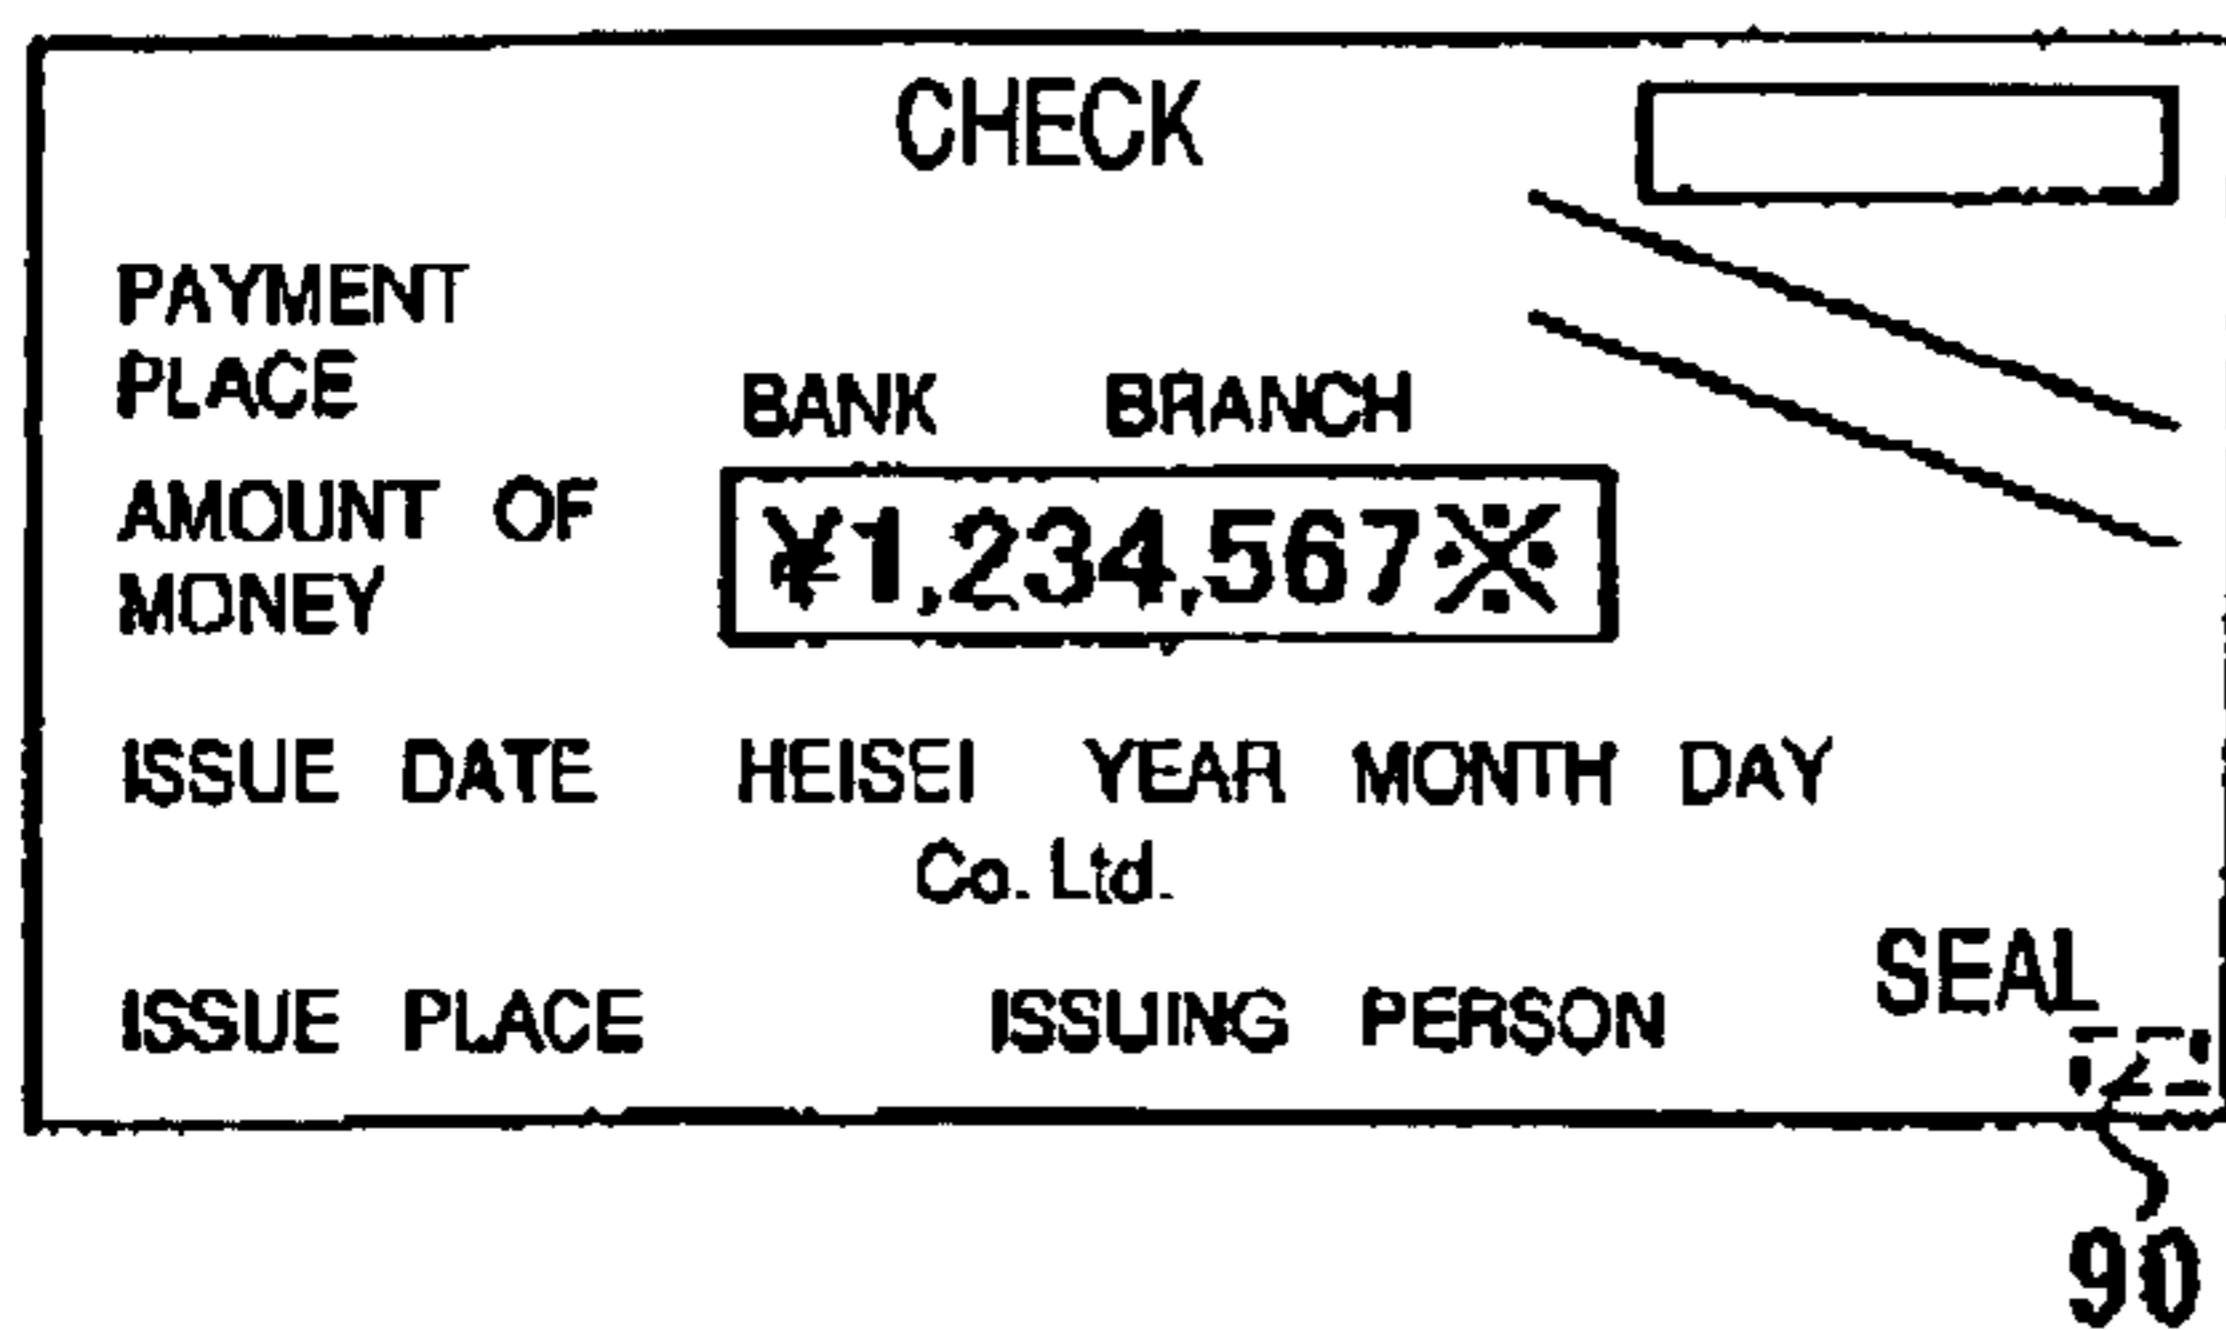 CHECK
PAYMENT
PLACE
BANK BRANCH
AMOUNT OF
MONEY
¥1,234,567※
ISSUE DATE HEISEI YEAR MONTH DAY
Co. Ltd.
SEAL
ISSUE PLACE ISSUING PERSON
90